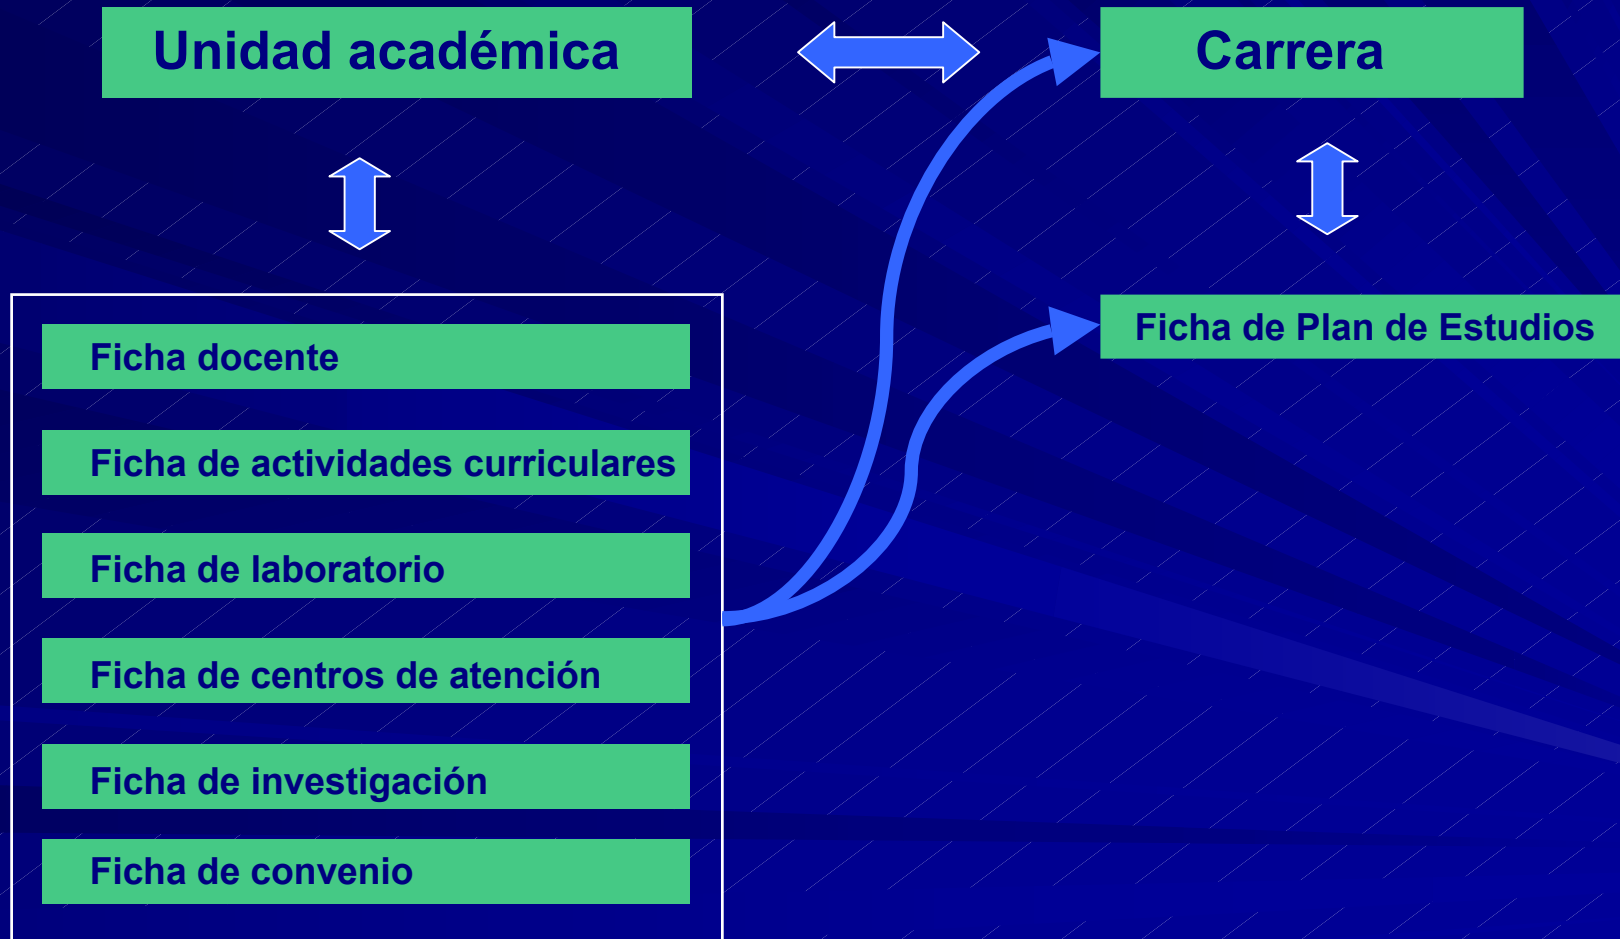 Unidad académica
Carrera
Ficha docente
Ficha de actividades curriculares
Ficha de laboratorio
Ficha de centros de atención
Ficha de investigación
Ficha de convenio
Ficha de Plan de Estudios